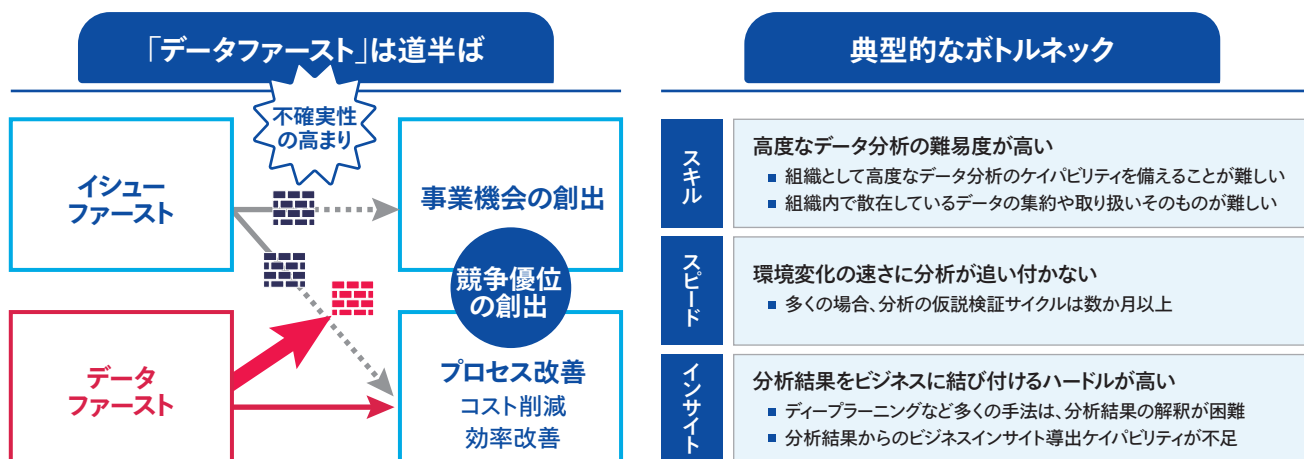 「データファースト」は道半ば
不確実性
の高まり
イシュー
ファースト
事業機会の創出
競争優位
の創出
データ
ファースト
プロセス改善
コスト削減
効率改善
典型的なボトルネック
スキル
高度なデータ分析の難易度が高い
組織として高度なデータ分析のケイパビリティを備えることが難しい
組織内で散在しているデータの集約や取り扱いそのものが難しい
スピード
環境変化の速さに分析が追い付かない
多くの場合、分析の仮説検証サイクルは数か月以上
インサイト
分析結果をビジネスに結び付けるハードルが高い
ディープラーニングなど多くの手法は、分析結果の解釈が困難
分析結果からのビジネスインサイト導出ケイパビリティが不足